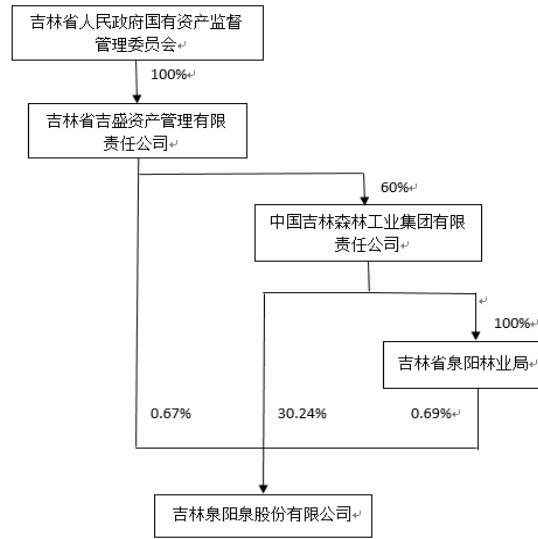 吉林省人民政府国有资产监督
管理委员会
100%
吉林省吉盛资产管理有限
责任公司
60%
中国吉林森林工业集团有限
责任公司
100%
吉林省泉阳林业局
0.67%
30.24%
0.69%
吉林泉阳泉股份有限公司